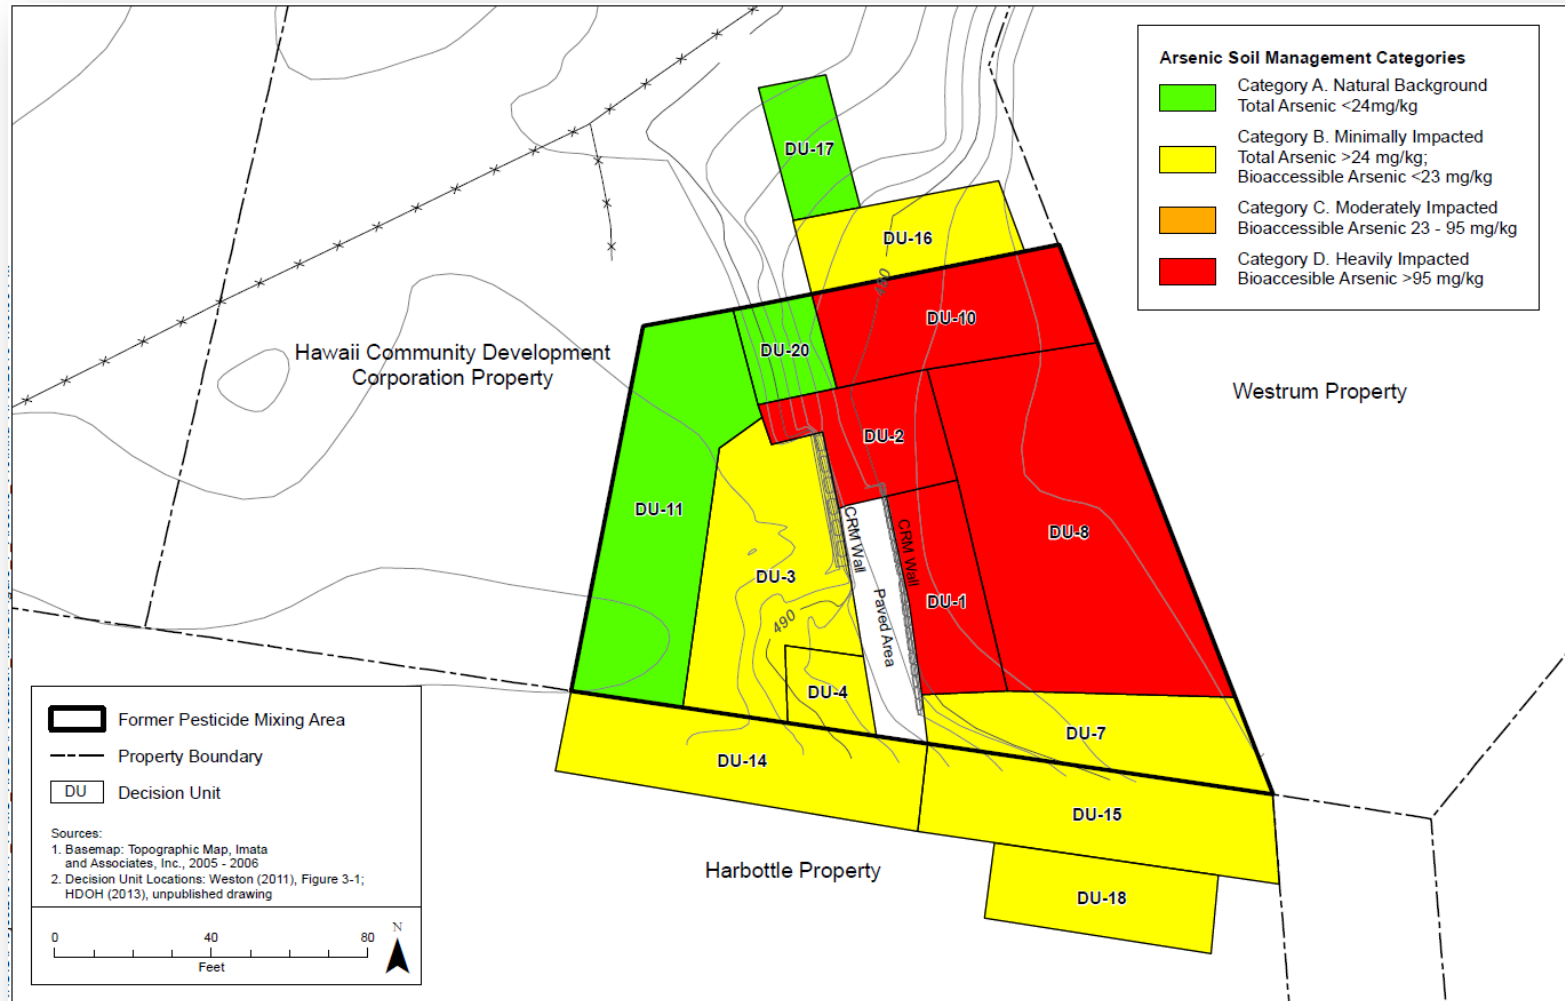 Arsenic Soil Management Categories
Category A. Natural Background
Total Arsenic <24mg/kg
Category B. Minimally Impacted
Total Arsenic >24 mg/kg;
Bioaccessible Arsenic <23 mg/kg
Category C. Moderately Impacted
Bioaccessible Arsenic 23 - 95 mg/kg
Category D. Heavily Impacted
Bioaccesible Arsenic >95 mg/kg
DU-17
DU-16
490
DU-10
DU-20
Hawaii Community Development
Corporation Property
Westrum Property
DU-2
DU-11
DU-8
CRM Wall
CRM Wall
DU-3
DU-1
Paved Area
490
DU-4
DU-7
DU-14
DU-15
Harbottle Property
DU-18
Former Pesticide Mixing Area
Property Boundary
DU
Decision Unit
Sources:
1. Basemap: Topographic Map, Imata
and Associates, Inc., 2005 - 2006
2. Decision Unit Locations: Weston (2011), Figure 3-1;
HDOH (2013), unpublished drawing
0 40 80
Feet
N